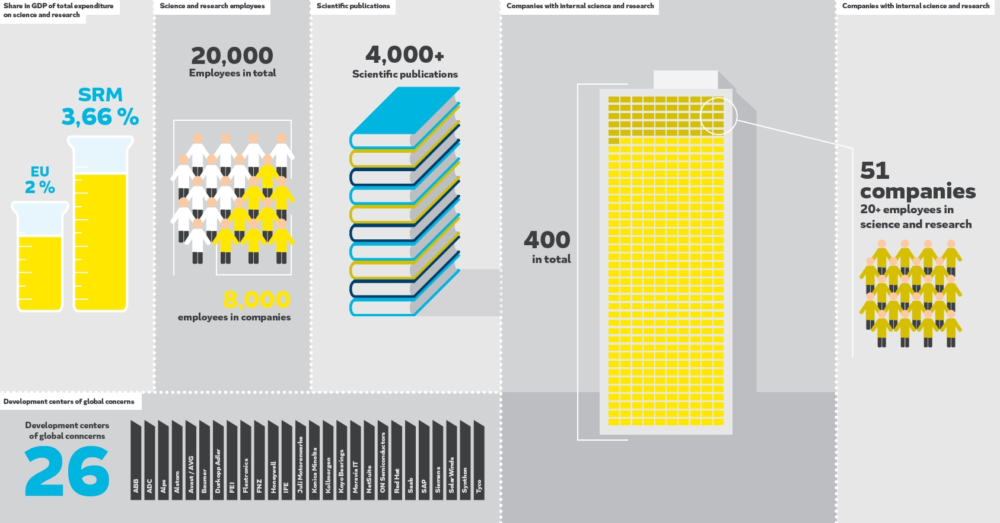 Share in GDP of total expenditure
on science and research
SRM
3,66 %
EU
2 %
Science and research employees
20,000
Employees in total
8,000
employees in companies
Scientific publications
4,000+
Scientific publications
Companies with internal science and research
400
in total
Companies with internal science and research
51
companies
20+ employees in
science and research
Development centers of global concerns
Development centers
of global conncerns
26
ABB
ADC
Alps
Alstom
Avast / AVG
Baumer
Durkopp Adler
FEI
Flextronics
FNZ
Honeywell
IFE
Juli Motorenwerke
Konica Minolta
Kollmorgen
Koyo Bearings
Moravia IT
NetSuite
ON Semiconductors
Red Hat
Saab
SAP
Siemens
SolarWinds
Synthon
Tyco